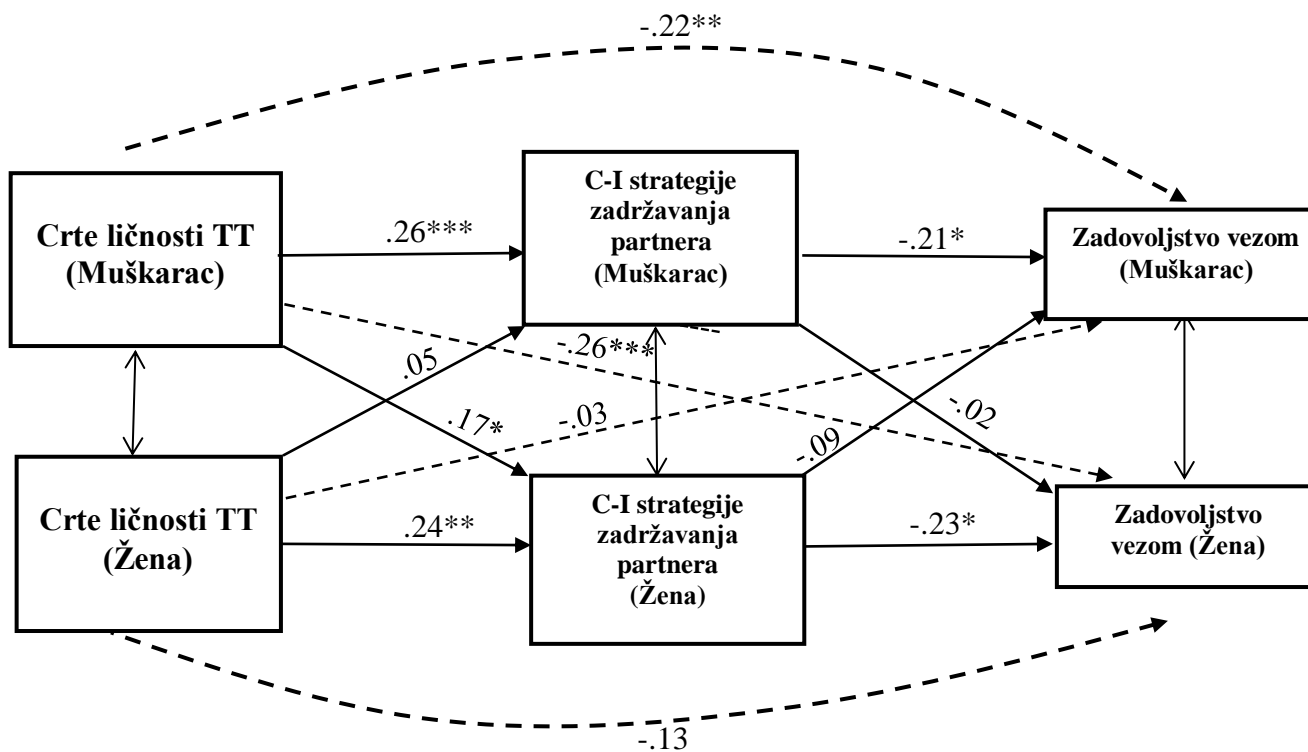 -.22**
C-I strategije
zadržavanja
partnera
(Muškarac)
Crte ličnosti TT
(Muškarac)
.26***
-.21*
Zadovoljstvo vezom
(Muškarac)
.05
-.26***
.17*
-.03
-.09
-.02
Crte ličnosti TT
(Žena)
.24**
C-I strategije
zadržavanja
partnera
(Žena)
-.23*
Zadovoljstvo
vezom (Žena)
-.13